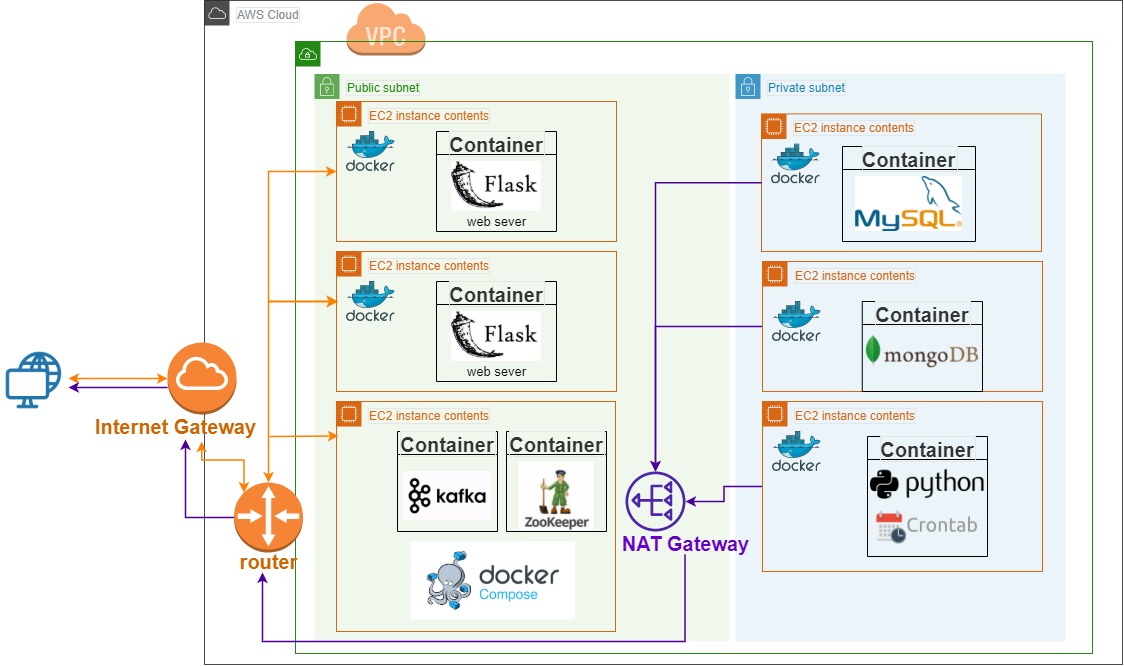 AWS Cloud
VPC
Public subnet
EC2 instance contents
docker
Container
Flask
web sever
EC2 instance contents
docker
Container
Flask
web sever
EC2 instance contents
Container
Container
kafka
ZooKeeper
docker
Compose
Private subnet
EC2 instance contents
docker
Container
MySQL
EC2 instance contents
docker
Container
mongoDB
EC2 instance contents
docker
Container
python
Crontab
Internet Gateway
router
NAT Gateway